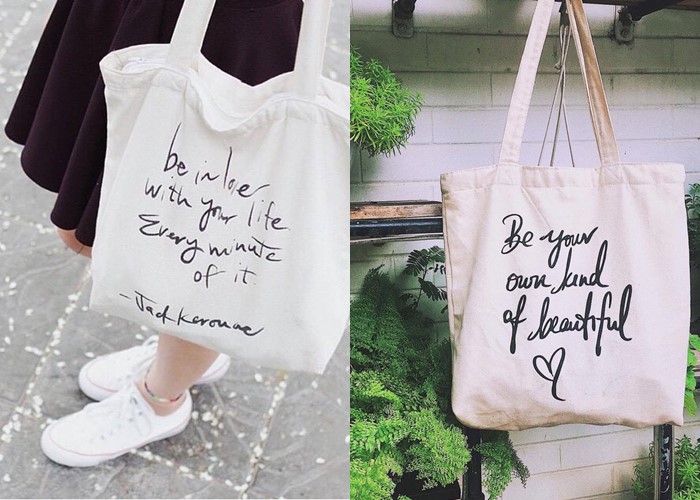 be in love
with your life
Every minute
of it.
- Jack Kerouac
Be your
own kind
of beautiful